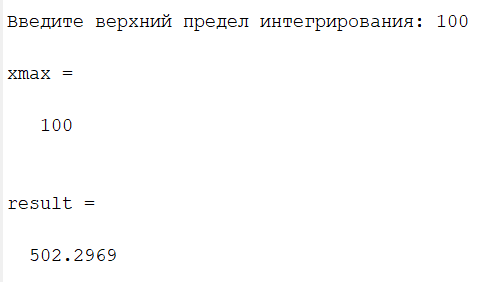 Введите верхний предел интегрирования: 100
xmax =
100
result =
502.2969